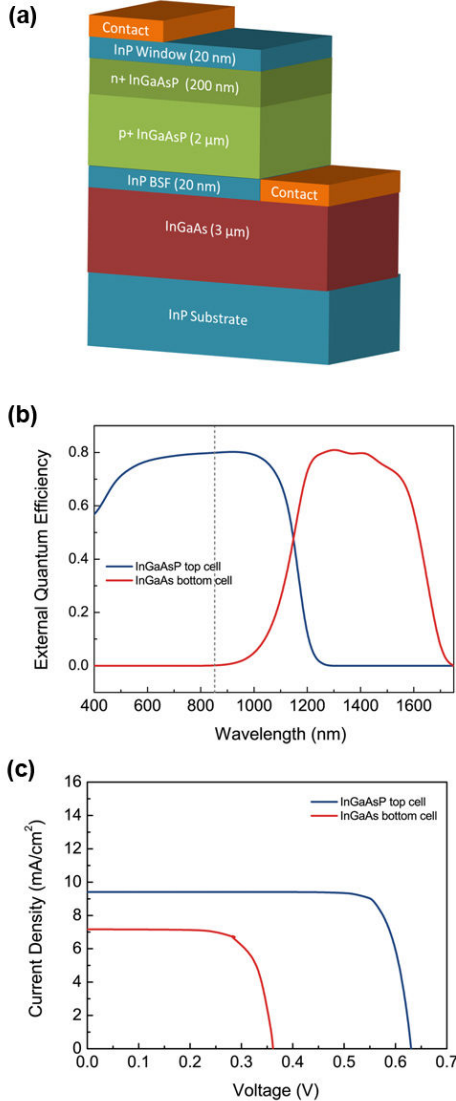 (a)
Contact
InP Window (20 nm)
n+ InGaAsP (200 nm)
p+ InGaAsP (2 μm)
InP BSF (20 nm)
Contact
InGaAs (3 μm)
InP Substrate
(b)
External Quantum Efficiency
0.8
0.4
0.0
InGaAsP top cell
InGaAs bottom cell
400 600 800 1000 1200 1400 1600
Wavelength (nm)
(c)
Current Density (mA/cm²)
16
14
12
10
8
6
4
2
0
InGaAsP top cell
InGaAs bottom cell
0.0 0.1 0.2 0.3 0.4 0.5 0.6 0.7
Voltage (V)